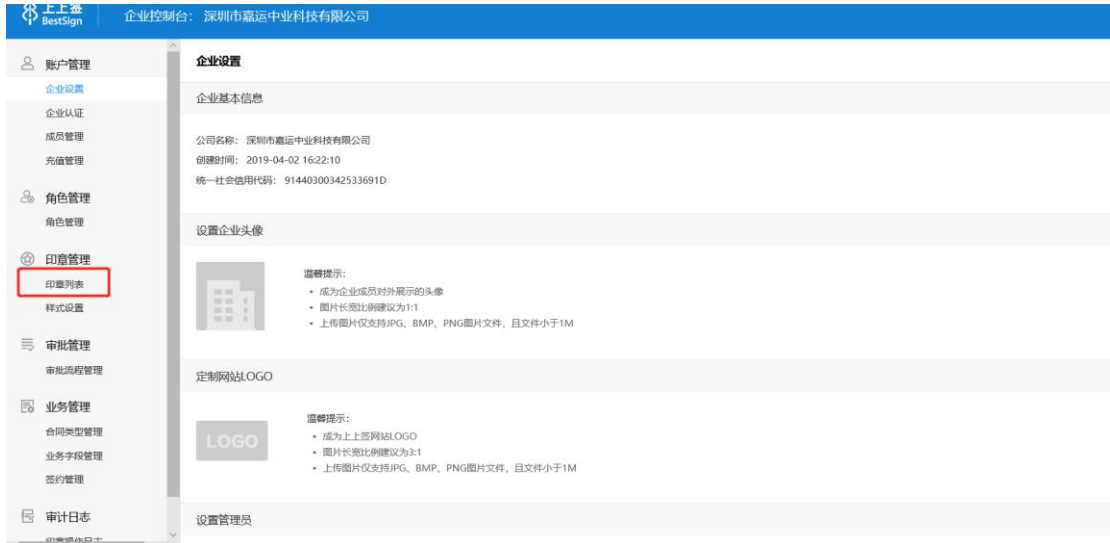 上上签
BestSign
企业控制台： 深圳市嘉运中业科技有限公司
账户管理
企业设置
企业认证
成员管理
充值管理
角色管理
角色管理
印章管理
印章列表
样式设置
审批管理
审批流程管理
业务管理
合同类型管理
业务字段管理
签约管理
审计日志
印章操作日志
企业设置
企业基本信息
公司名称： 深圳市嘉运中业科技有限公司
创建时间： 2019-04-02 16:22:10
统一社会信用代码： 91440300342533691D
设置企业头像
温馨提示：
• 成为企业成员对外展示的头像
• 图片长宽比例建议为1:1
• 上传图片仅支持JPG、BMP、PNG图片文件，且文件小于1M
定制网站LOGO
LOGO
温馨提示：
• 成为上上签网站LOGO
• 图片长宽比例建议为3:1
• 上传图片仅支持JPG、BMP、PNG图片文件，且文件小于1M
设置管理员